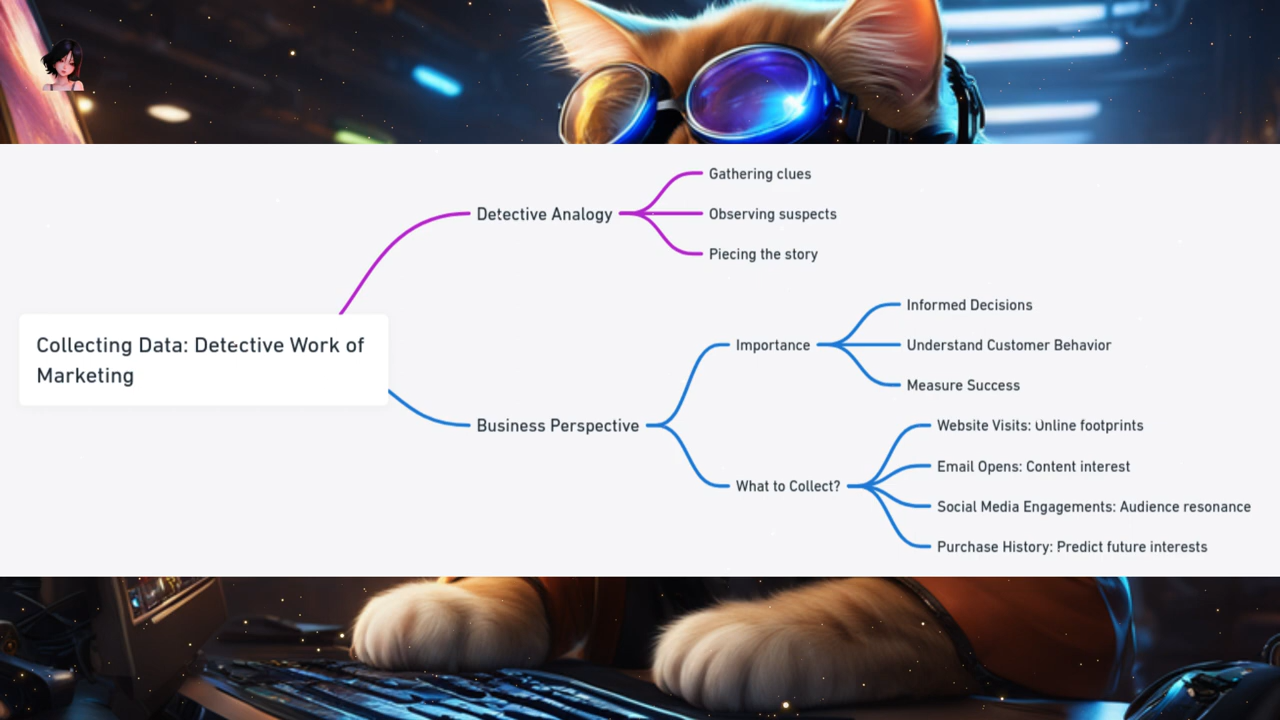 Gathering clues
Detective Analogy
Observing suspects
Piecing the story
Collecting Data: Detective Work of
Marketing
Informed Decisions
Importance
Understand Customer Behavior
Measure Success
Business Perspective
Website Visits: Online footprints
Email Opens: Content interest
What to Collect?
Social Media Engagements: Audience resonance
Purchase History: Predict future interests